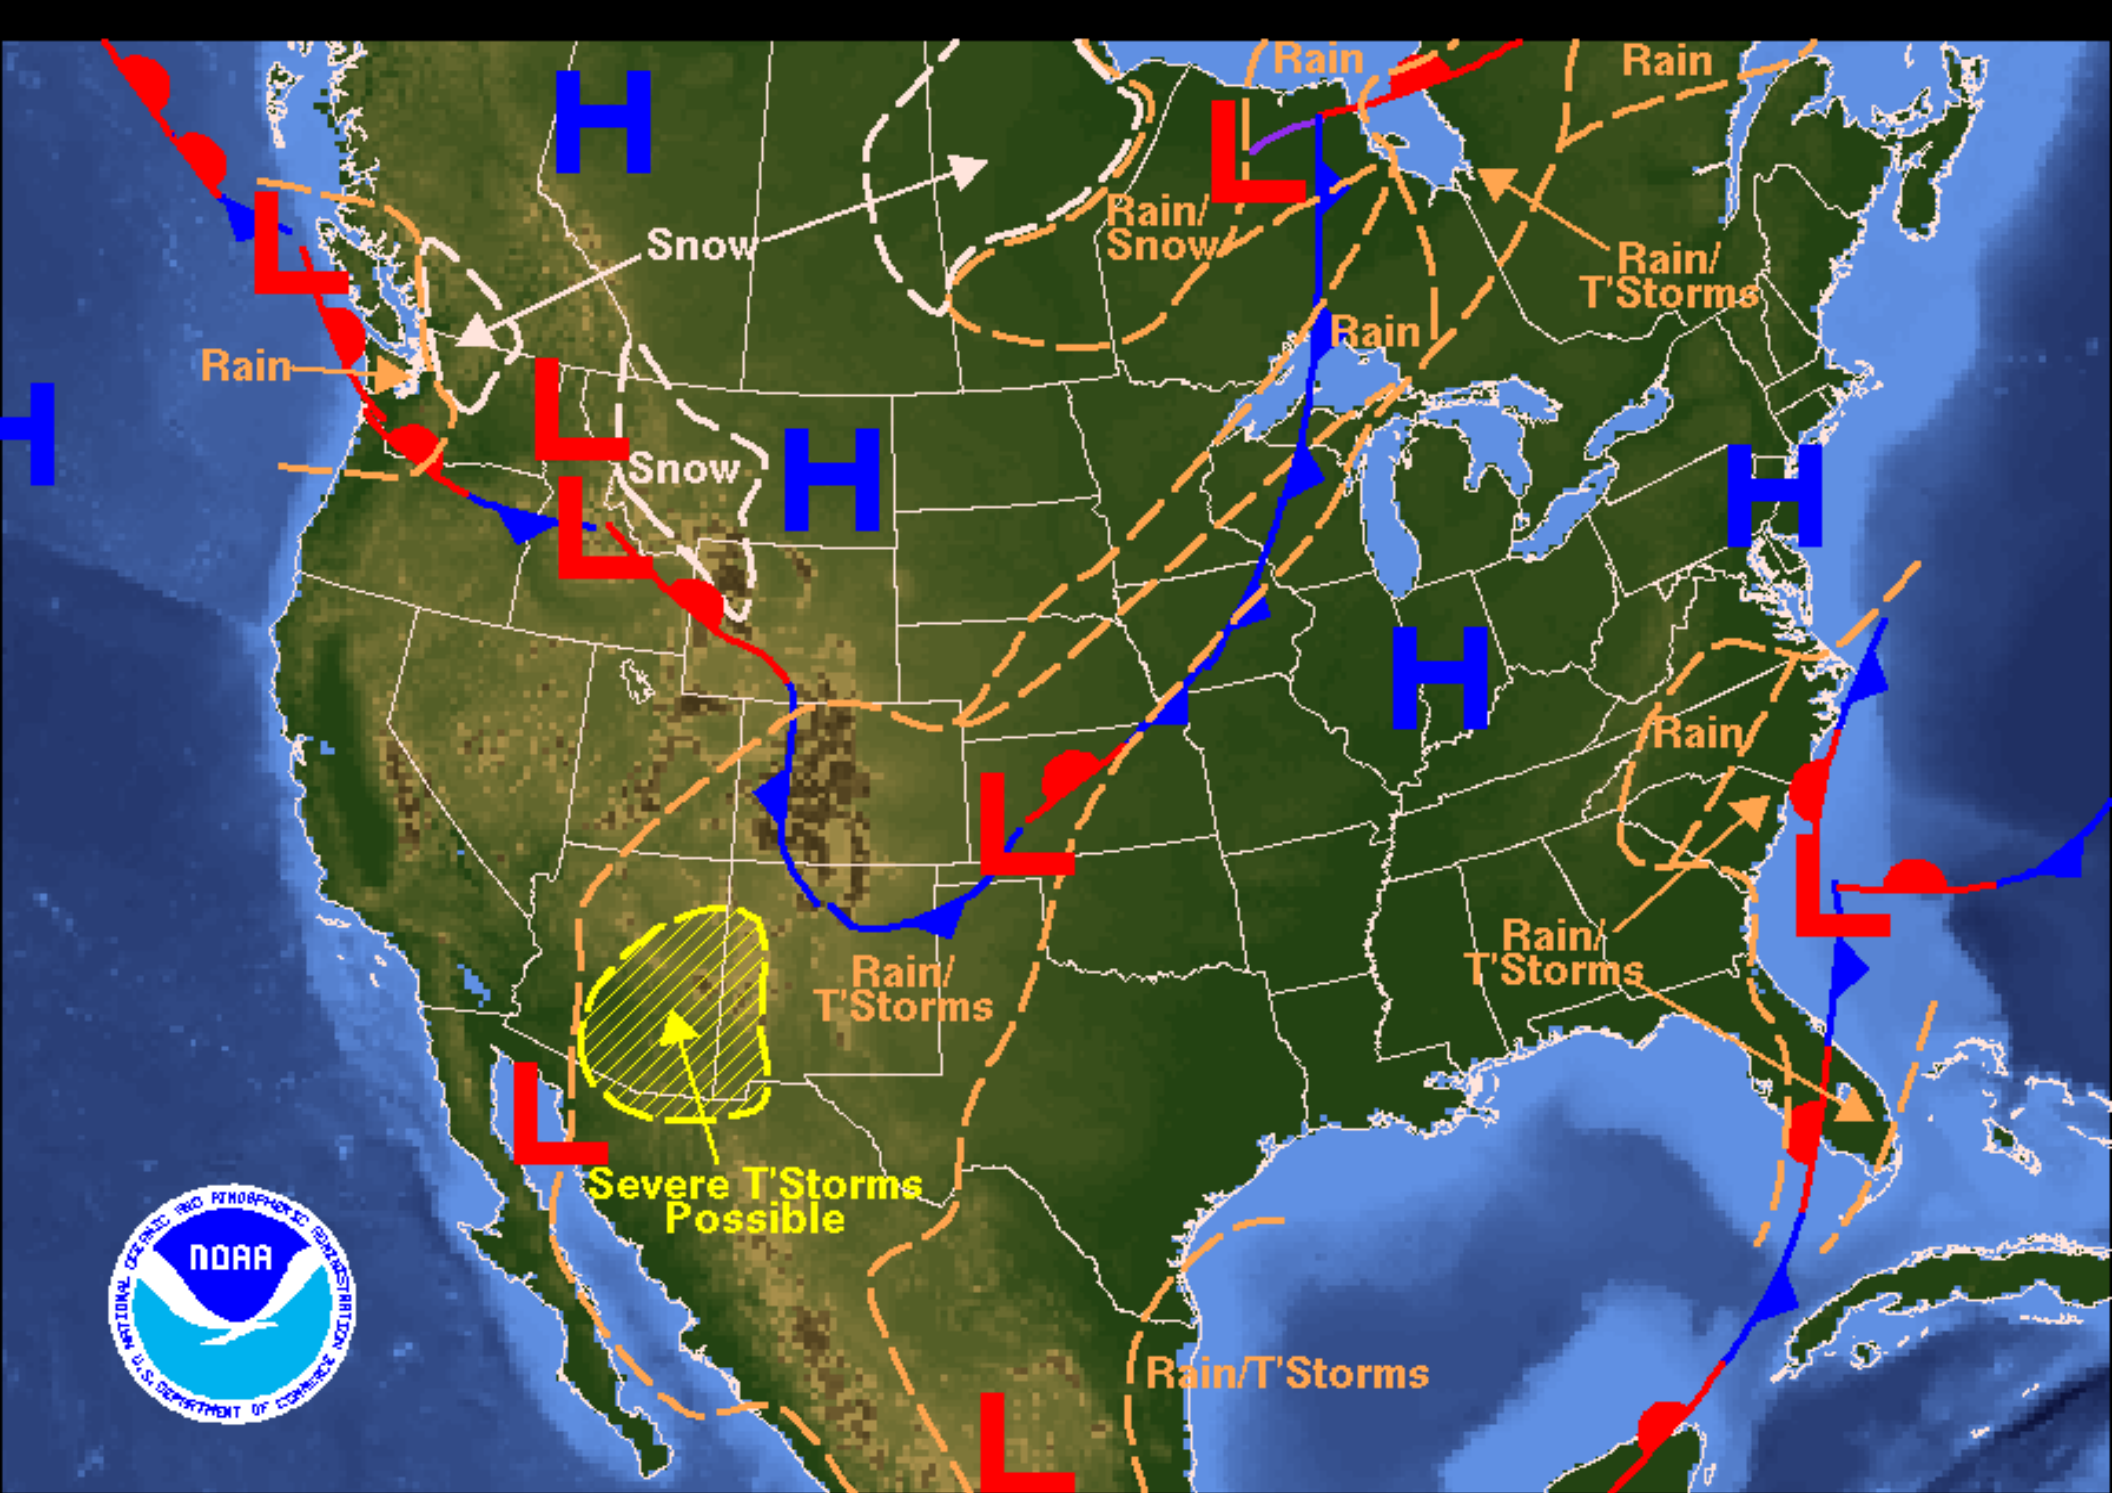 Rain
Rain
H
L
Snow
Rain/
Snow
Rain/
T'Storms
L
Rain
Rain
H
L
Snow
H
L
H
H
Rain
L
L
Rain/
T'Storms
Rain/
T'Storms
L
Severe T'Storms
Possible
NATIONAL OCEANIC AND ATMOSPHERIC ADMINISTRATION
NOAA
U.S. DEPARTMENT OF COMMERCE
Rain/T'Storms
L